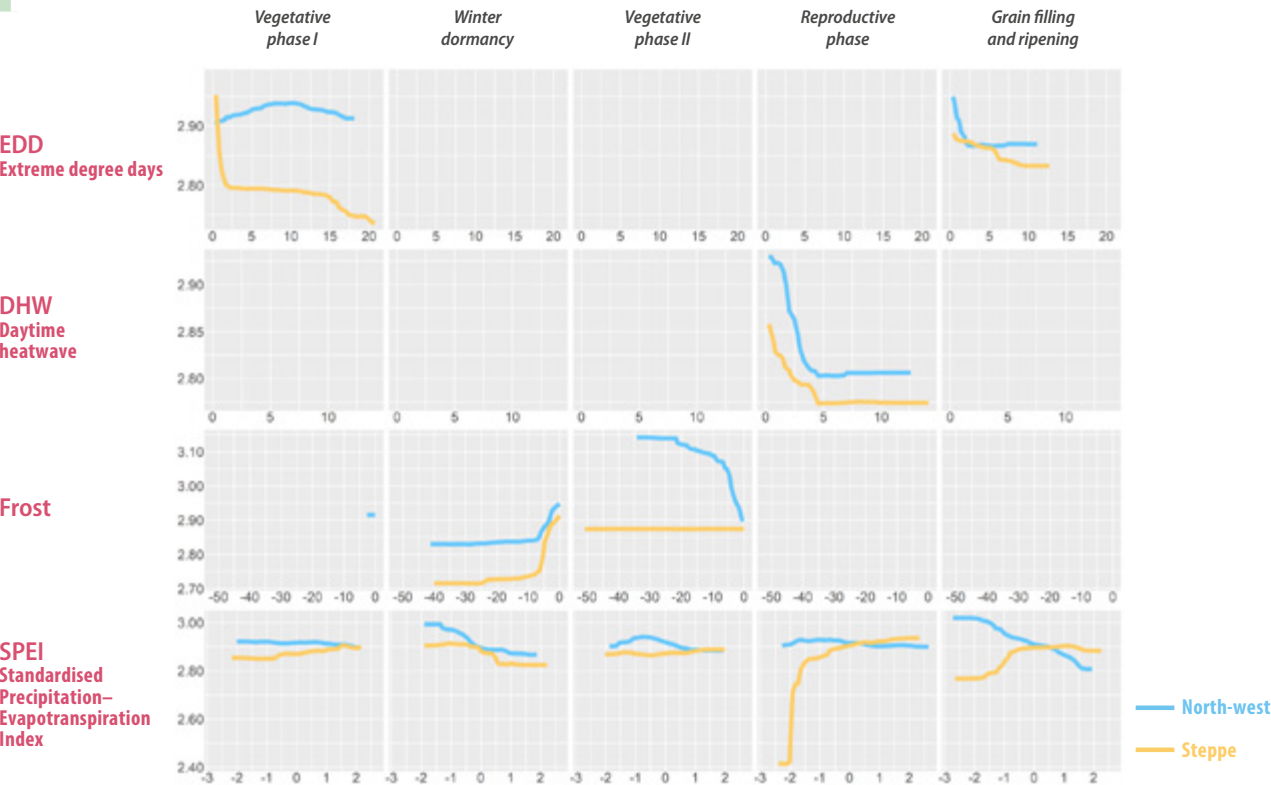 Vegetative phase I
Winter dormancy
Vegetative phase II
Reproductive phase
Grain filling and ripening
EDD
Extreme degree days
2.90
2.80
0 5 10 15 20 0 5 10 15 20 0 5 10 15 20 0 5 10 15 20 0 5 10 15 20
DHW
Daytime
heatwave
2.90
2.85
2.80
0 5 10 0 5 10 0 5 10 0 5 10 0 5 10
Frost
3.10
3.00
2.90
2.80
2.70
-50 -40 -30 -20 -10 0 -50 -40 -30 -20 -10 0 -50 -40 -30 -20 -10 0 -50 -40 -30 -20 -10 0 -50 -40 -30 -20 -10 0
SPEI
Standardised
Precipitation–
Evapotranspiration
Index
3.00
2.80
2.60
2.40
-3 -2 -1 0 1 2 -3 -2 -1 0 1 2 -3 -2 -1 0 1 2 -3 -2 -1 0 1 2 -3 -2 -1 0 1 2
North-west
Steppe